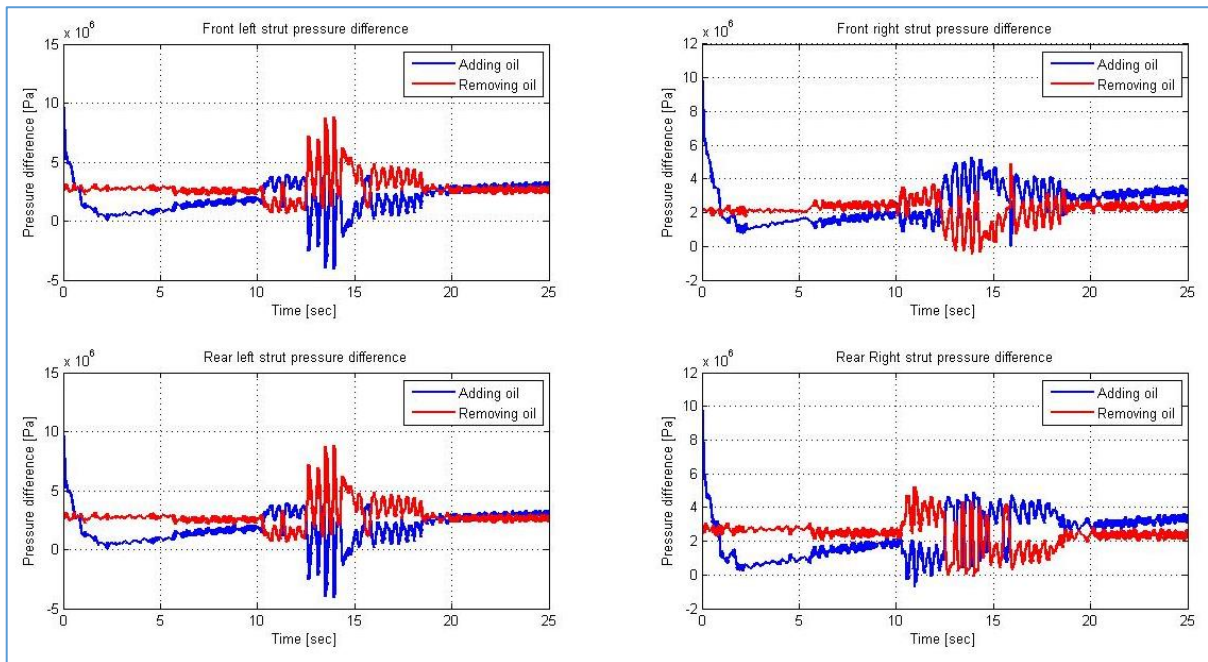 Front left strut pressure difference
x 10^6
15
10
5
0
-5
Pressure difference [Pa]
Adding oil
Removing oil
0 5 10 15 20 25
Time [sec]
Front right strut pressure difference
x 10^6
12
10
8
6
4
2
0
-2
Pressure difference [Pa]
Adding oil
Removing oil
0 5 10 15 20 25
Time [sec]
Rear left strut pressure difference
x 10^6
15
10
5
0
-5
Pressure difference [Pa]
Adding oil
Removing oil
0 5 10 15 20 25
Time [sec]
Rear Right strut pressure difference
x 10^6
12
10
8
6
4
2
0
-2
Pressure difference [Pa]
Adding oil
Removing oil
0 5 10 15 20 25
Time [sec]